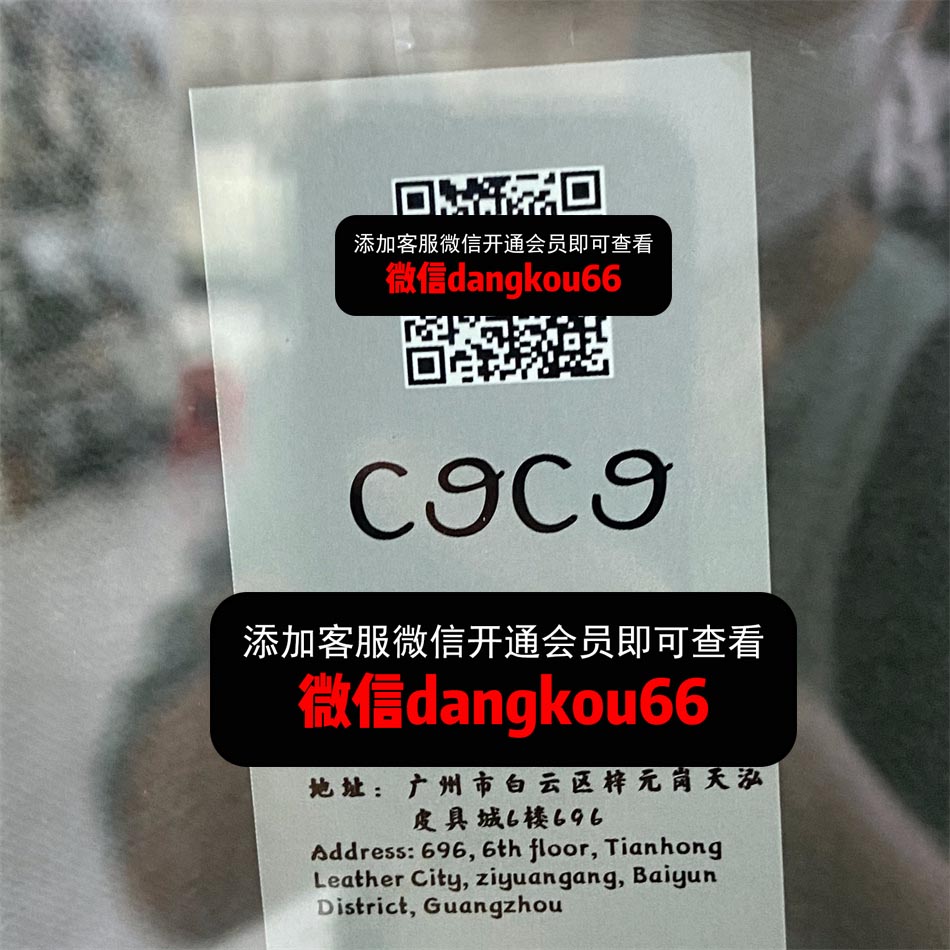 添加客服微信开通会员即可查看
微信dangkou66
COCO
添加客服微信开通会员即可查看
微信dangkou66
地址：广州市白云区梓元岗天泓
皮具城6楼696
Address: 696, 6th floor, Tianhong
Leather City, ziyuangang, Baiyun
District, Guangzhou